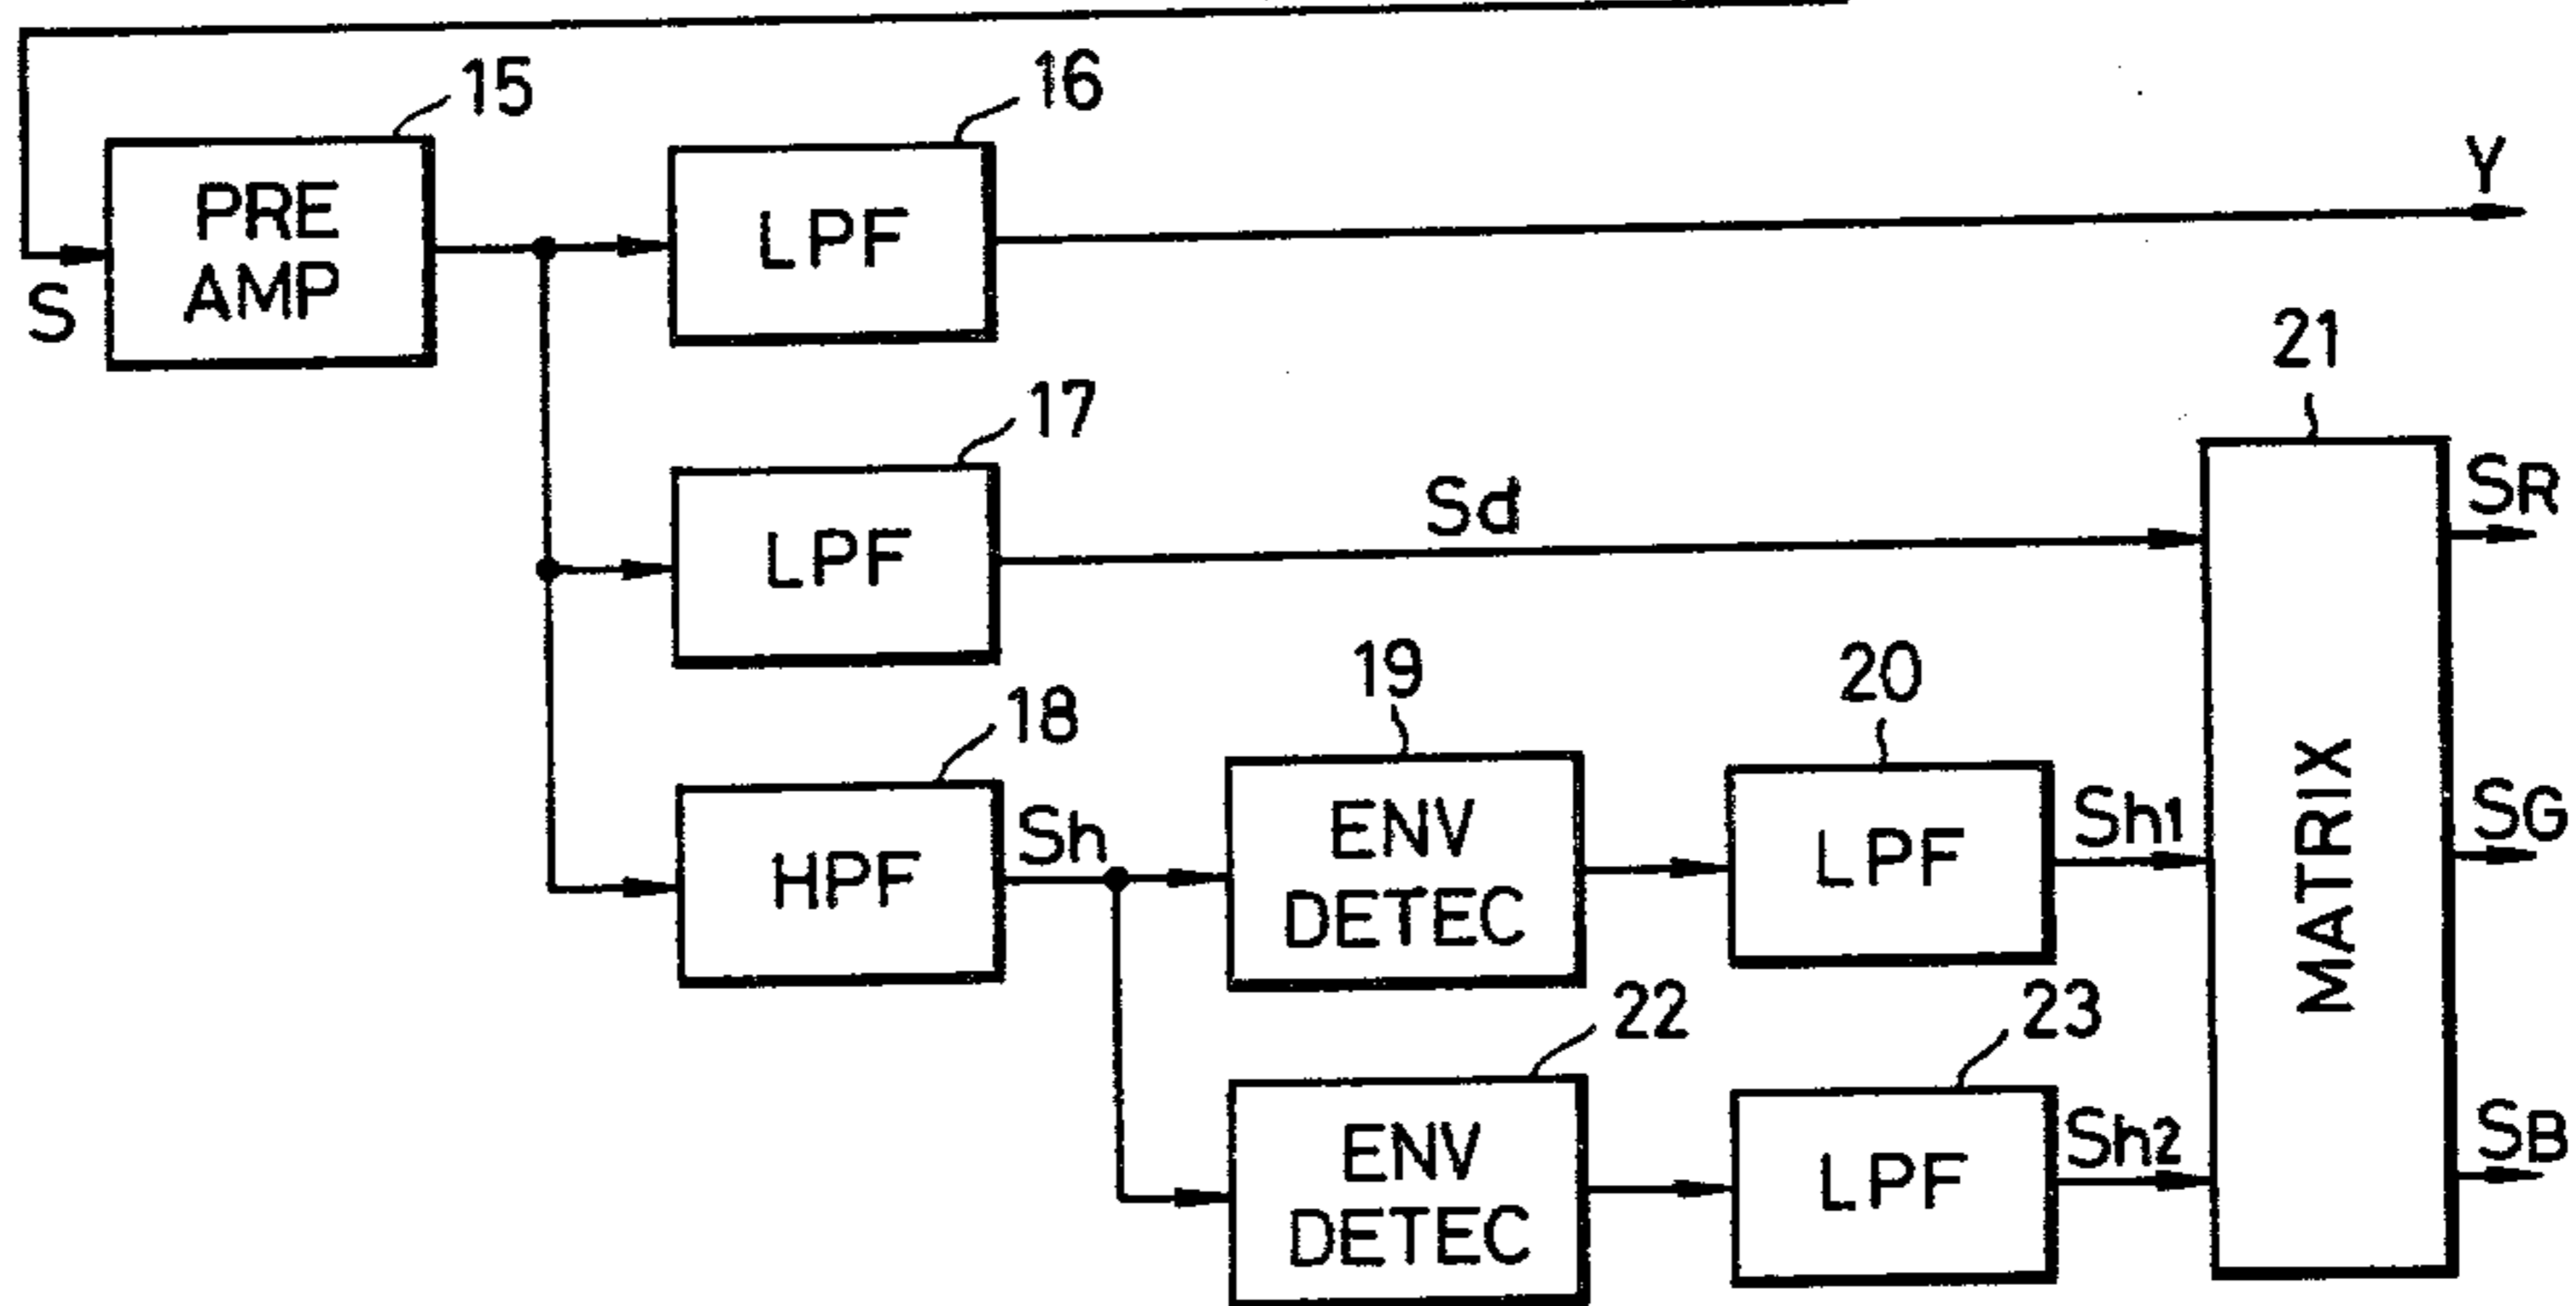 15
16
PRE
AMP
LPF
Y
S
21
17
LPF
Sd
SR
18
19
20
HPF
Sh
ENV
DETEC
LPF
Sh1
MATRIX
SG
22
23
ENV
DETEC
LPF
Sh2
SB